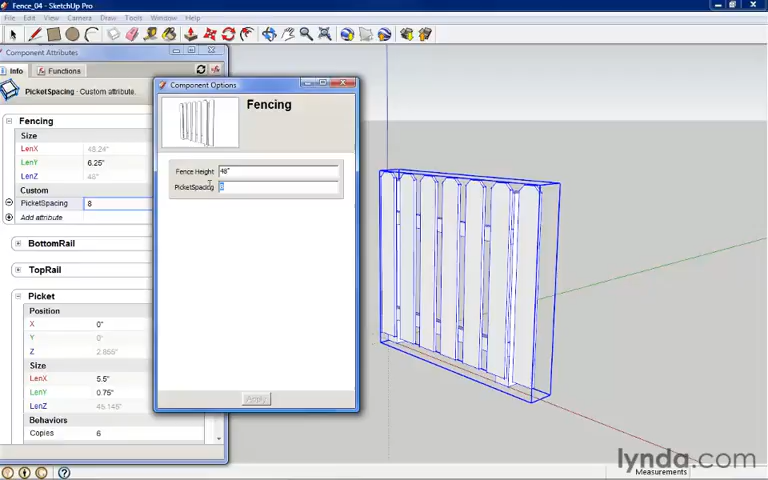 Fence_04 - SketchUp Pro
File Edit View Camera Draw Tools Window Help
Component Attributes
Info Functions
PicketSpacing - Custom attribute.
Fencing
Size
LenX 48.24"
LenY 6.25"
LenZ 48"
Custom
PicketSpacing 8
Add attribute
BottomRail
TopRail
Picket
Position
X 0"
Y 0"
Z 2.855"
Size
LenX 5.5"
LenY 0.75"
LenZ 45.145"
Behaviors
Copies 6
Component Options
Fencing
Fence Height 48"
PicketSpacing 8
Apply
Measurements
lynda.com